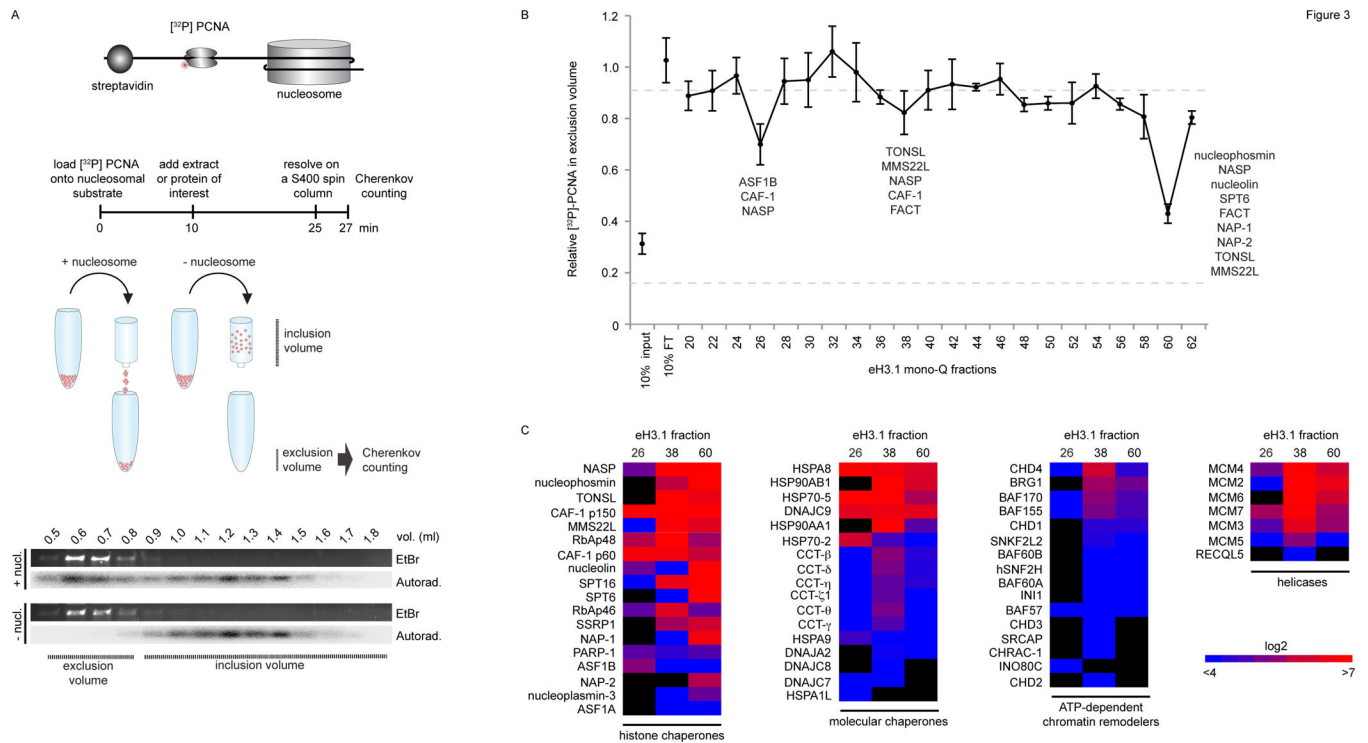 A
[³²P] PCNA
streptavidin
nucleosome
load [³²P] PCNA
onto nucleosomal
substrate
add extract
or protein of
interest
resolve on
a S400 spin
column
Cherenkov
counting
0
10
25
27
min
+ nucleosome
- nucleosome
inclusion
volume
exclusion
volume
Cherenkov
counting
0.5 0.6 0.7 0.8 0.9 1.0 1.1 1.2 1.3 1.4 1.5 1.6 1.7 1.8 vol. (ml)
+ nucl.
EtBr
Autorad.
- nucl.
EtBr
Autorad.
exclusion
volume
inclusion volume
B
Figure 3
Relative [³²P]-PCNA in exclusion volume
1.4
1.2
1.0
0.8
0.6
0.4
0.2
0
ASF1B
CAF-1
NASP
TONSL
MMS22L
NASP
CAF-1
FACT
nucleophosmin
NASP
nucleolin
SPT6
FACT
NAP-1
NAP-2
TONSL
MMS22L
10% input
10% FT
20 22 24 26 28 30 32 34 36 38 40 42 44 46 48 50 52 54 56 58 60 62
eH3.1 mono-Q fractions
C
eH3.1 fraction
26 38 60
NASP
nucleophosmin
TONSL
CAF-1 p150
MMS22L
RbAp48
CAF-1 p60
nucleolin
SPT16
SPT6
RbAp46
SSRP1
NAP-1
PARP-1
ASF1B
NAP-2
nucleoplasmin-3
ASF1A
histone chaperones
eH3.1 fraction
26 38 60
HSPA8
HSP90AB1
HSP70-5
DNAJC9
HSP90AA1
HSP70-2
CCT-β
CCT-δ
CCT-η
CCT-ζ1
CCT-θ
CCT-γ
HSPA9
DNAJA2
DNAJC8
DNAJC7
HSPA1L
molecular chaperones
eH3.1 fraction
26 38 60
CHD4
BRG1
BAF170
BAF155
CHD1
SNKF2L2
BAF60B
hSNF2H
BAF60A
INI1
BAF57
CHD3
SRCAP
CHRAC-1
INO80C
CHD2
ATP-dependent
chromatin remodelers
eH3.1 fraction
26 38 60
MCM4
MCM2
MCM6
MCM7
MCM3
MCM5
RECQL5
helicases
log2
<4
>7